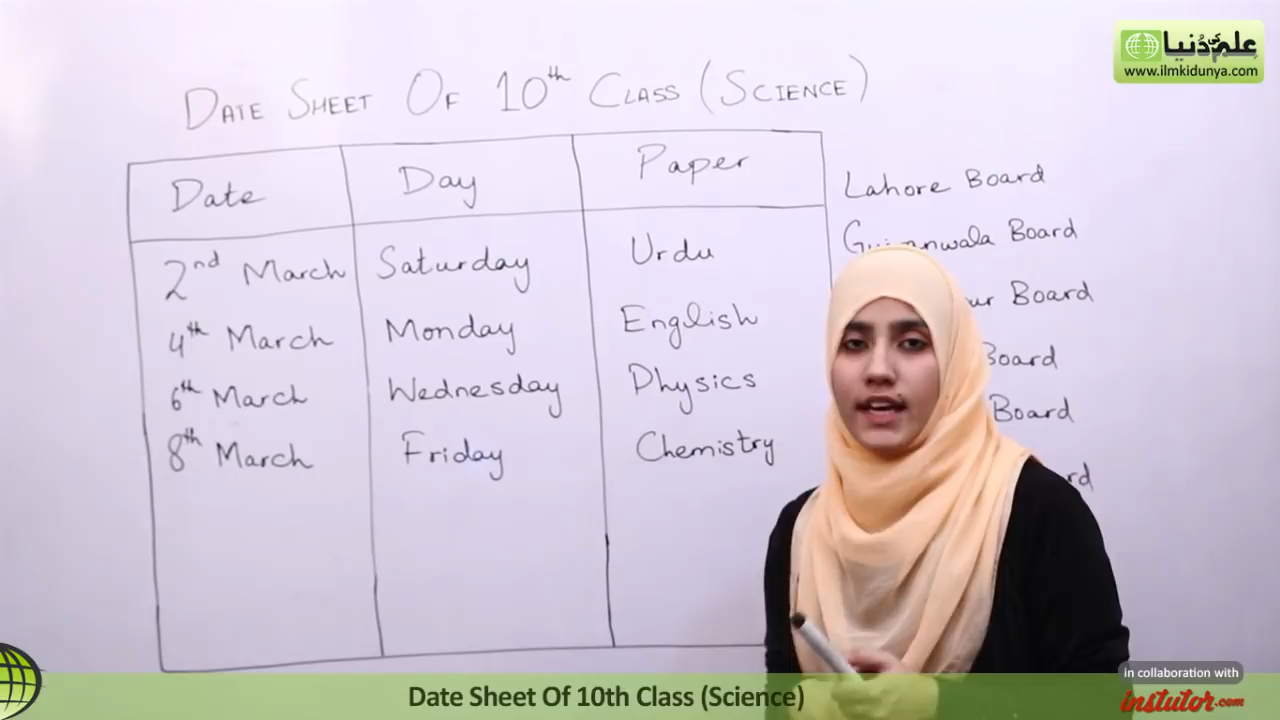 علم کی دُنیا
www.ilmkidunya.com
DATE SHEET OF 10th CLASS (SCIENCE)
Date Day Paper
2nd March Saturday Urdu
4th March Monday English
6th March Wednesday Physics
8th March Friday Chemistry
Lahore Board
Board
Board
Board
Board
Date Sheet Of 10th Class (Science)
in collaboration with
instutor.com